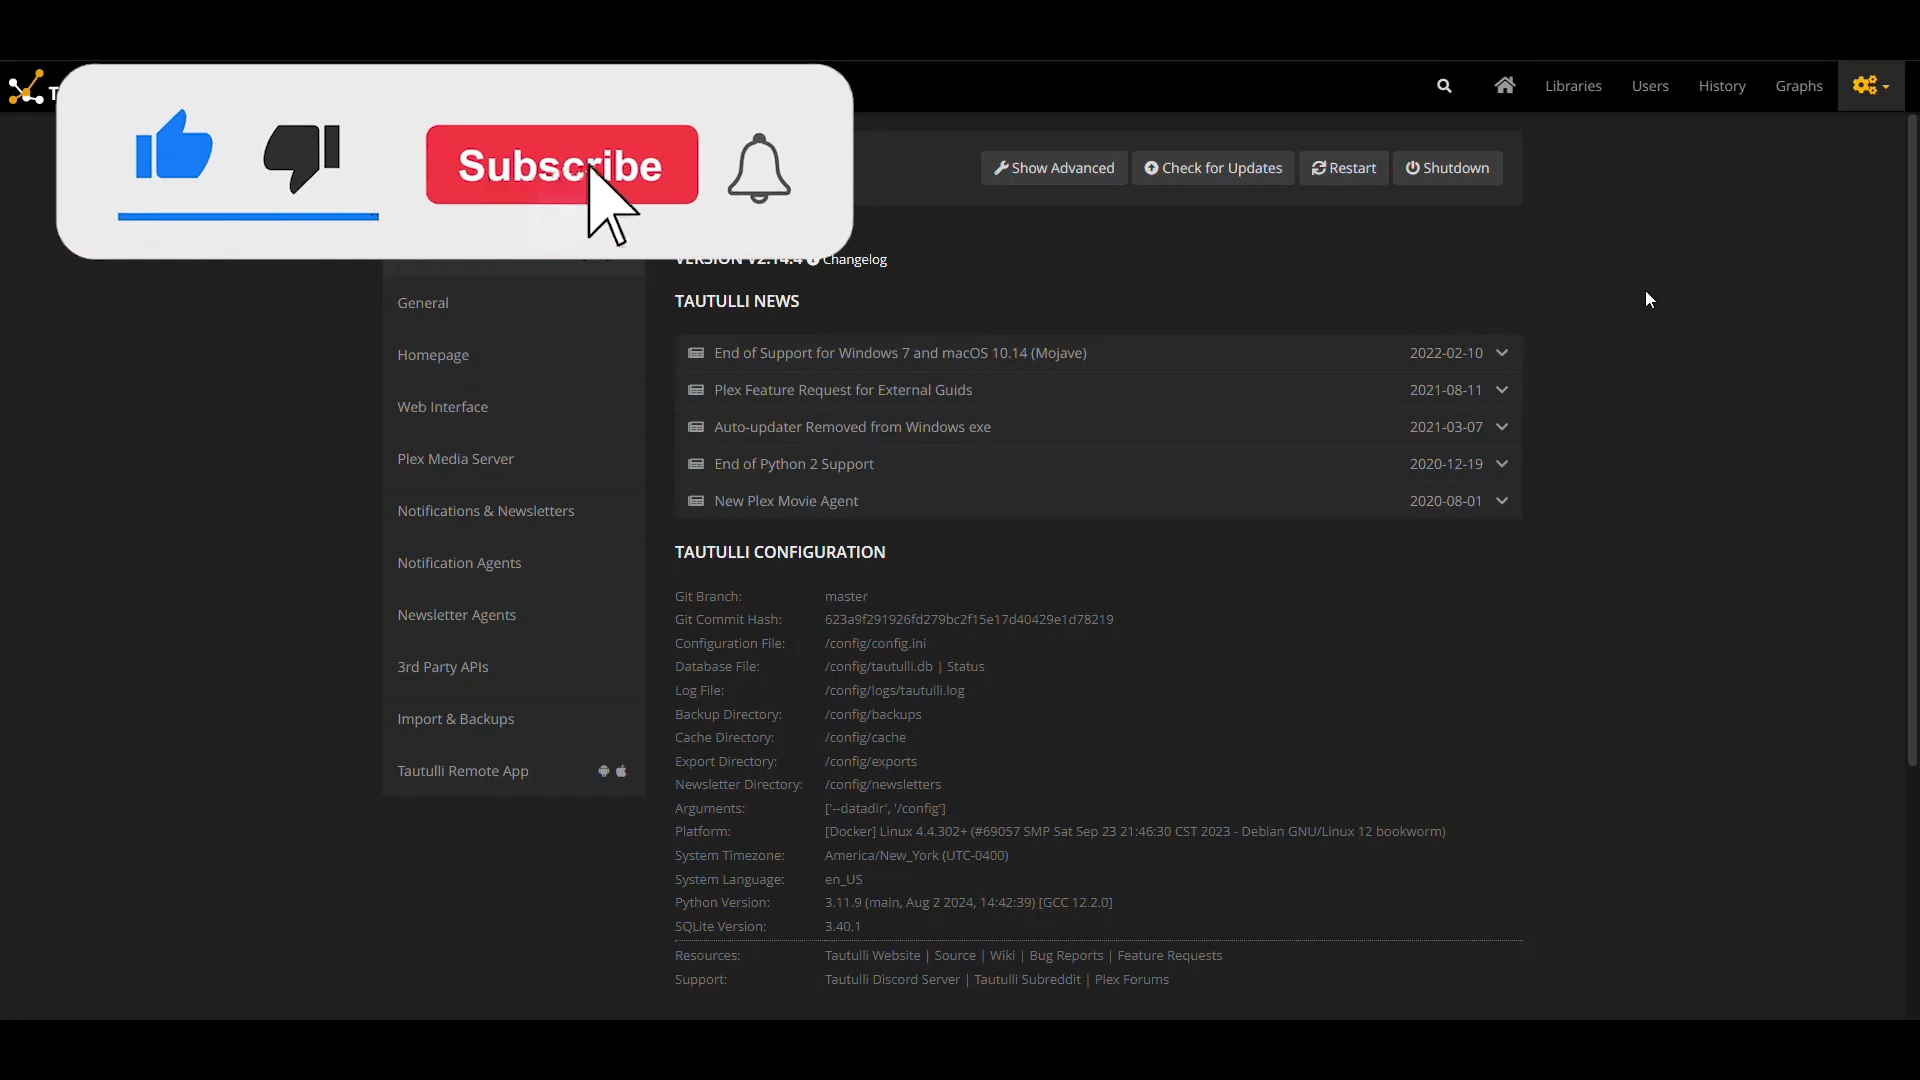 Libraries Users History Graphs
Subscribe
Show Advanced Check for Updates Restart Shutdown
VERSION V2.14.4 Changelog
General
Homepage
Web Interface
Plex Media Server
Notifications & Newsletters
Notification Agents
Newsletter Agents
3rd Party APIs
Import & Backups
Tautulli Remote App
TAUTULLI NEWS
End of Support for Windows 7 and macOS 10.14 (Mojave) 2022-02-10
Plex Feature Request for External Guids 2021-08-11
Auto-updater Removed from Windows exe 2021-03-07
End of Python 2 Support 2020-12-19
New Plex Movie Agent 2020-08-01
TAUTULLI CONFIGURATION
Git Branch: master
Git Commit Hash: 623a9f291926fd279bc2f15e17d40429e1d78219
Configuration File: /config/config.ini
Database File: /config/tautulli.db | Status
Log File: /config/logs/tautulli.log
Backup Directory: /config/backups
Cache Directory: /config/cache
Export Directory: /config/exports
Newsletter Directory: /config/newsletters
Arguments: ['--datadir', '/config']
Platform: [Docker] Linux 4.4.302+ (#69057 SMP Sat Sep 23 21:46:30 CST 2023 - Debian GNU/Linux 12 bookworm)
System Timezone: America/New_York (UTC-0400)
System Language: en_US
Python Version: 3.11.9 (main, Aug 2 2024, 14:42:39) [GCC 12.2.0]
SQLite Version: 3.40.1
Resources: Tautulli Website | Source | Wiki | Bug Reports | Feature Requests
Support: Tautulli Discord Server | Tautulli Subreddit | Plex Forums